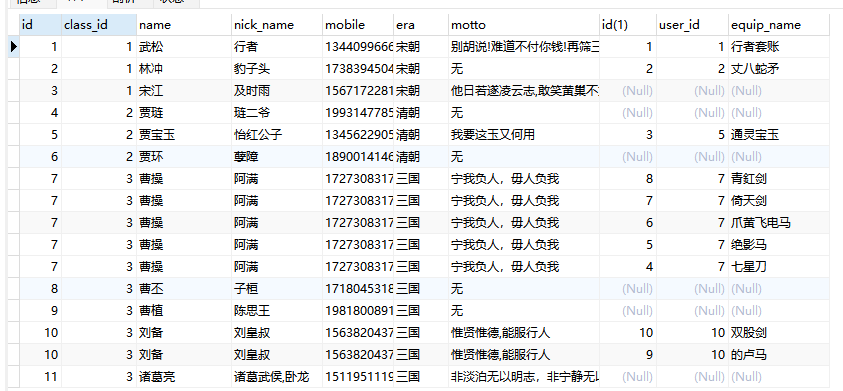 id class_id name nick_name mobile era motto id(1) user_id equip_name
1 1 武松 行者 1344099666 宋朝 别胡说!难道不付你钱!再筛三 1 1 行者套账
2 1 林冲 豹子头 1738394504 宋朝 无 2 2 丈八蛇矛
3 1 宋江 及时雨 1567172281 宋朝 他日若遂凌云志,敢笑黄巢不 (Null) (Null) (Null)
4 2 贾琏 琏二爷 1993147785 清朝 无 (Null) (Null) (Null)
5 2 贾宝玉 怡红公子 1345622905 清朝 我要这玉又何用 3 5 通灵宝玉
6 2 贾环 孽障 1890014146 清朝 无 (Null) (Null) (Null)
7 3 曹操 阿满 1727308317 三国 宁我负人，毋人负我 8 7 青釭剑
7 3 曹操 阿满 1727308317 三国 宁我负人，毋人负我 7 7 倚天剑
7 3 曹操 阿满 1727308317 三国 宁我负人，毋人负我 6 7 爪黄飞电马
7 3 曹操 阿满 1727308317 三国 宁我负人，毋人负我 5 7 绝影马
7 3 曹操 阿满 1727308317 三国 宁我负人，毋人负我 4 7 七星刀
8 3 曹丕 子桓 1718045318 三国 无 (Null) (Null) (Null)
9 3 曹植 陈思王 1981800891 三国 无 (Null) (Null) (Null)
10 3 刘备 刘皇叔 1563820437 三国 惟贤惟德,能服行人 10 10 双股剑
10 3 刘备 刘皇叔 1563820437 三国 惟贤惟德,能服行人 9 10 的卢马
11 3 诸葛亮 诸葛武侯,卧龙 1511951119 三国 非淡泊无以明志，非宁静无以 (Null) (Null) (Null)